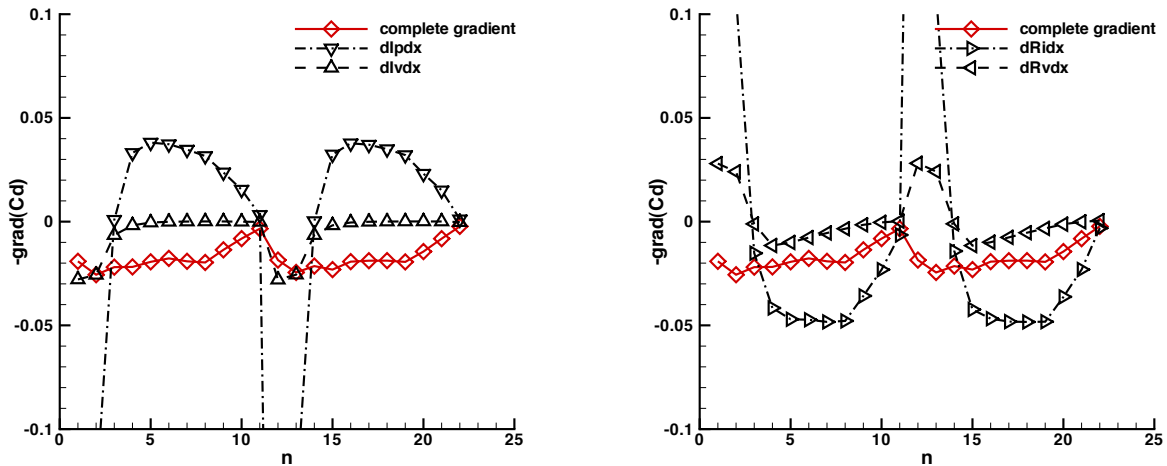 0.1
0.05
0
-0.05
-0.1
-grad(Cd)
complete gradient
dIpdx
dIvdx
0 5 10 15 20 25
n
0.1
0.05
0
-0.05
-0.1
-grad(Cd)
complete gradient
dRidx
dRvdx
0 5 10 15 20 25
n